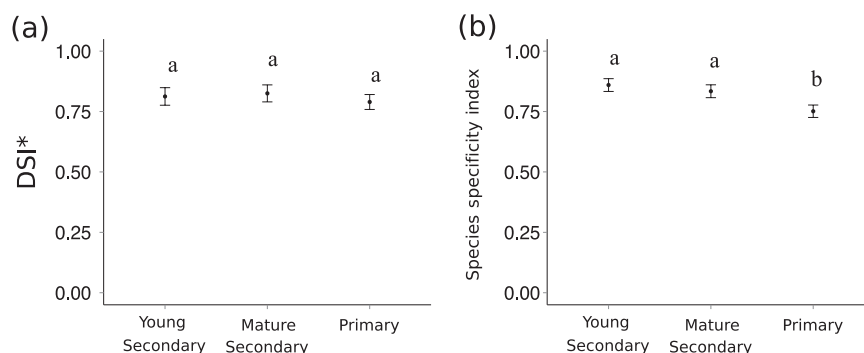 (a)
DSI*
1.00
0.75
0.50
0.25
0.00
a
a
a
Young
Secondary
Mature
Secondary
Primary
(b)
Species specificity index
1.00
0.75
0.50
0.25
0.00
a
a
b
Young
Secondary
Mature
Secondary
Primary